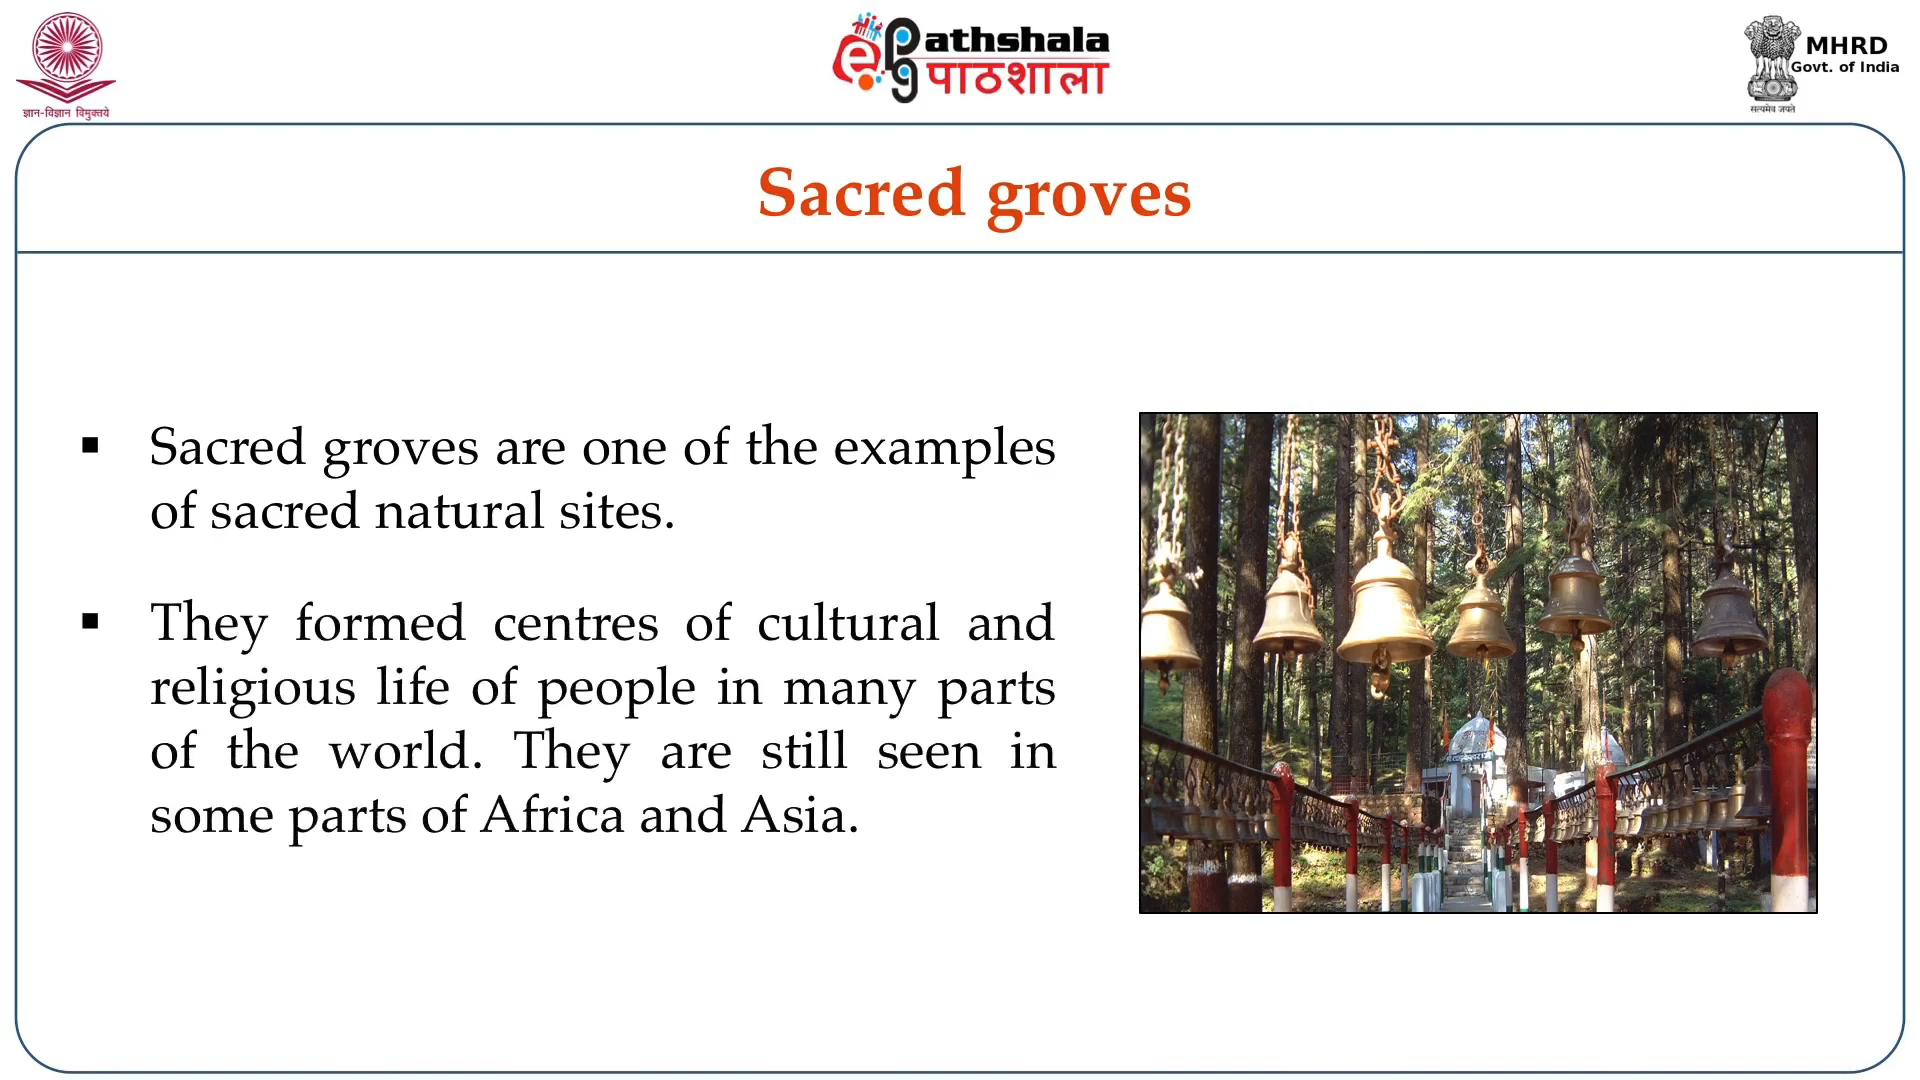 ज्ञान-विज्ञान विमुक्तये
ePG Pathshala
पाठशाला
MHRD
Govt. of India
सत्यमेव जयते
Sacred groves
▪ Sacred groves are one of the examples
of sacred natural sites.
▪ They formed centres of cultural and
religious life of people in many parts
of the world. They are still seen in
some parts of Africa and Asia.